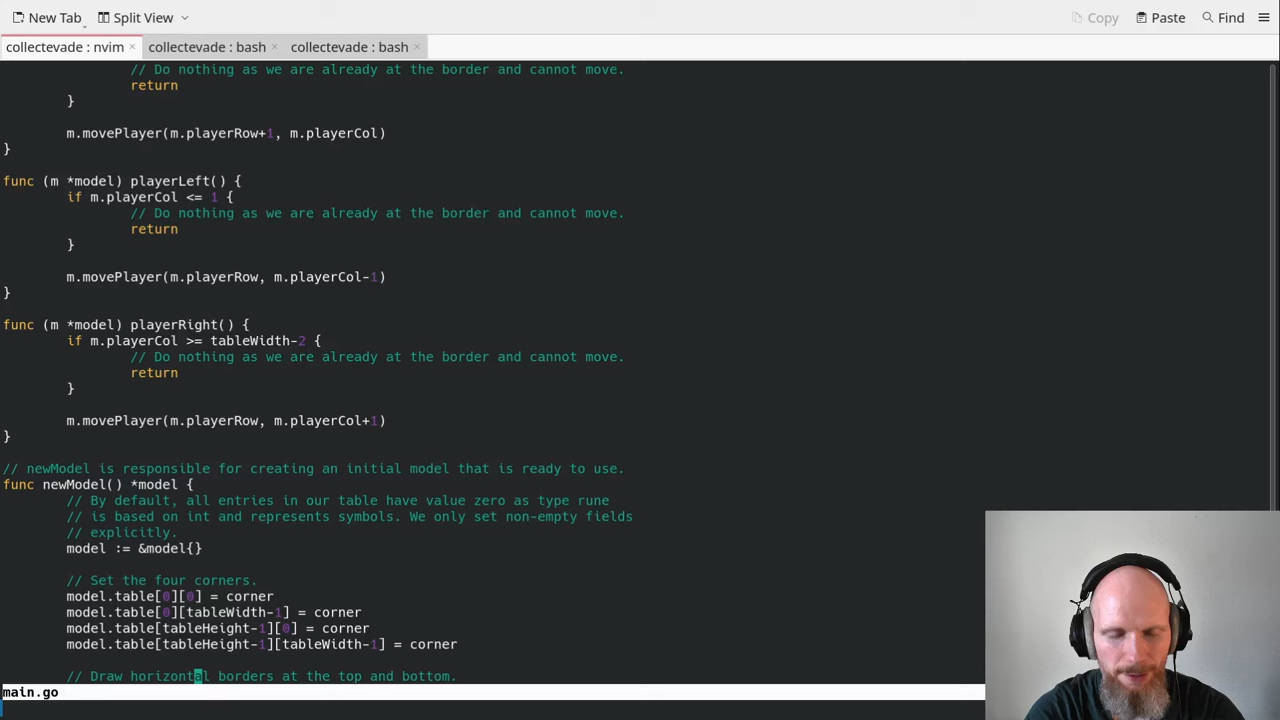 New Tab Split View Copy Paste Find
collectevade : nvim × collectevade : bash × collectevade : bash ×
// Do nothing as we are already at the border and cannot move.
return
}
m.movePlayer(m.playerRow+1, m.playerCol)
}
func (m *model) playerLeft() {
if m.playerCol <= 1 {
// Do nothing as we are already at the border and cannot move.
return
}
m.movePlayer(m.playerRow, m.playerCol-1)
}
func (m *model) playerRight() {
if m.playerCol >= tableWidth-2 {
// Do nothing as we are already at the border and cannot move.
return
}
m.movePlayer(m.playerRow, m.playerCol+1)
}
// newModel is responsible for creating an initial model that is ready to use.
func newModel() *model {
// By default, all entries in our table have value zero as type rune
// is based on int and represents symbols. We only set non-empty fields
// explicitly.
model := &model{}
// Set the four corners.
model.table[0][0] = corner
model.table[0][tableWidth-1] = corner
model.table[tableHeight-1][0] = corner
model.table[tableHeight-1][tableWidth-1] = corner
// Draw horizontal borders at the top and bottom.
main.go